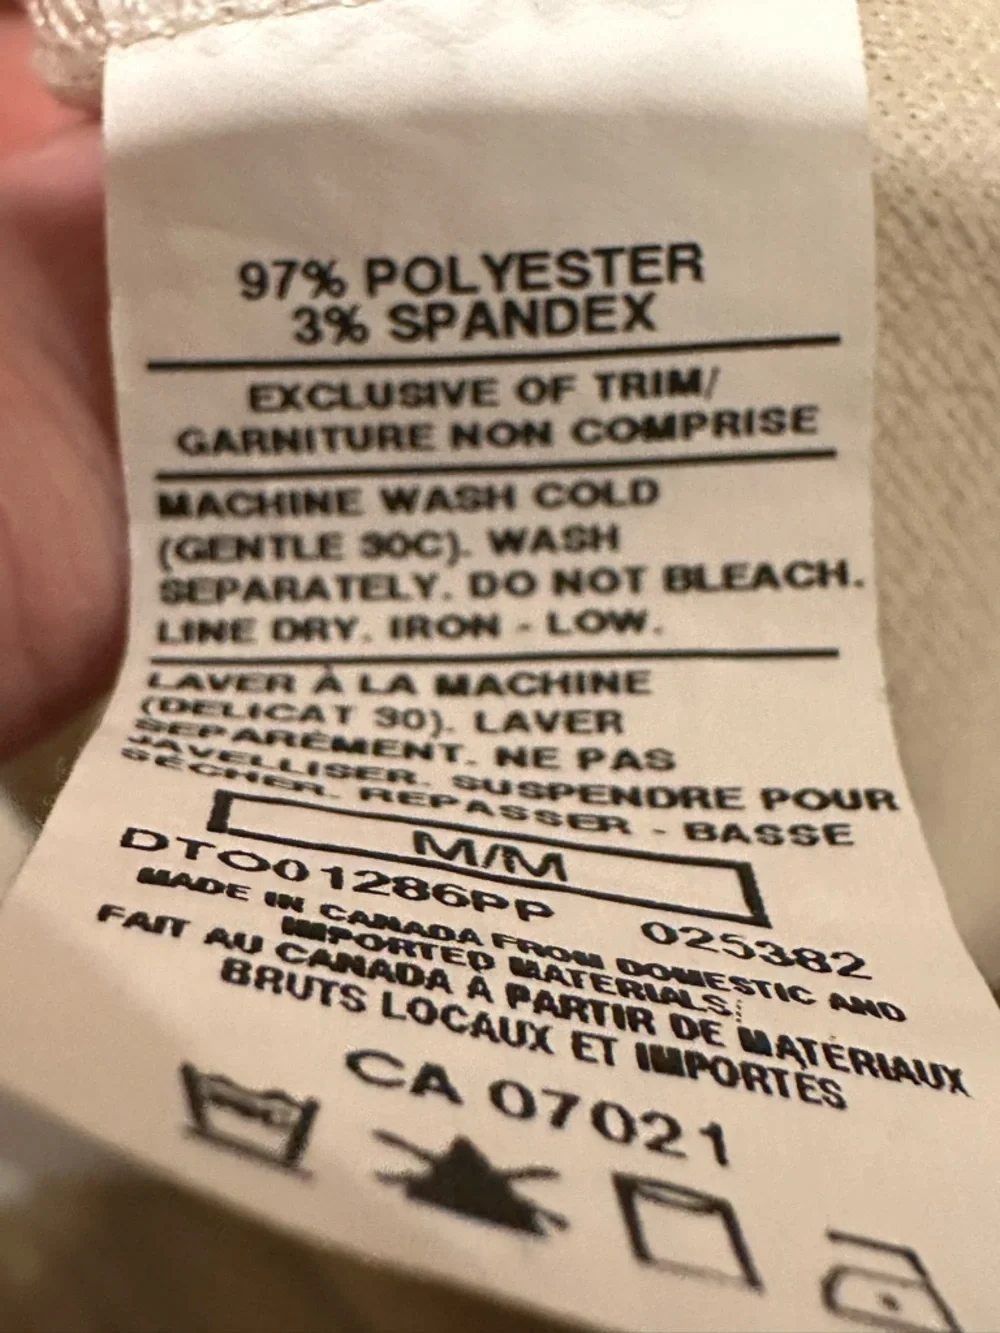 97% POLYESTER
3% SPANDEX
EXCLUSIVE OF TRIM/
GARNITURE NON COMPRISE
MACHINE WASH COLD
(GENTLE 30C). WASH
SEPARATELY. DO NOT BLEACH.
LINE DRY. IRON - LOW.
LAVER À LA MACHINE
(DELICAT 30). LAVER
SEPARÉMENT. NE PAS
JAVELLISER. SUSPENDRE POUR
SÉCHER. REPASSER - BASSE
M/M
DTO01286PP 025382
MADE IN CANADA FROM DOMESTIC AND
IMPORTED MATERIALS.
FAIT AU CANADA À PARTIR DE MATÉRIAUX
BRUTS LOCAUX ET IMPORTÉS
CA 07021